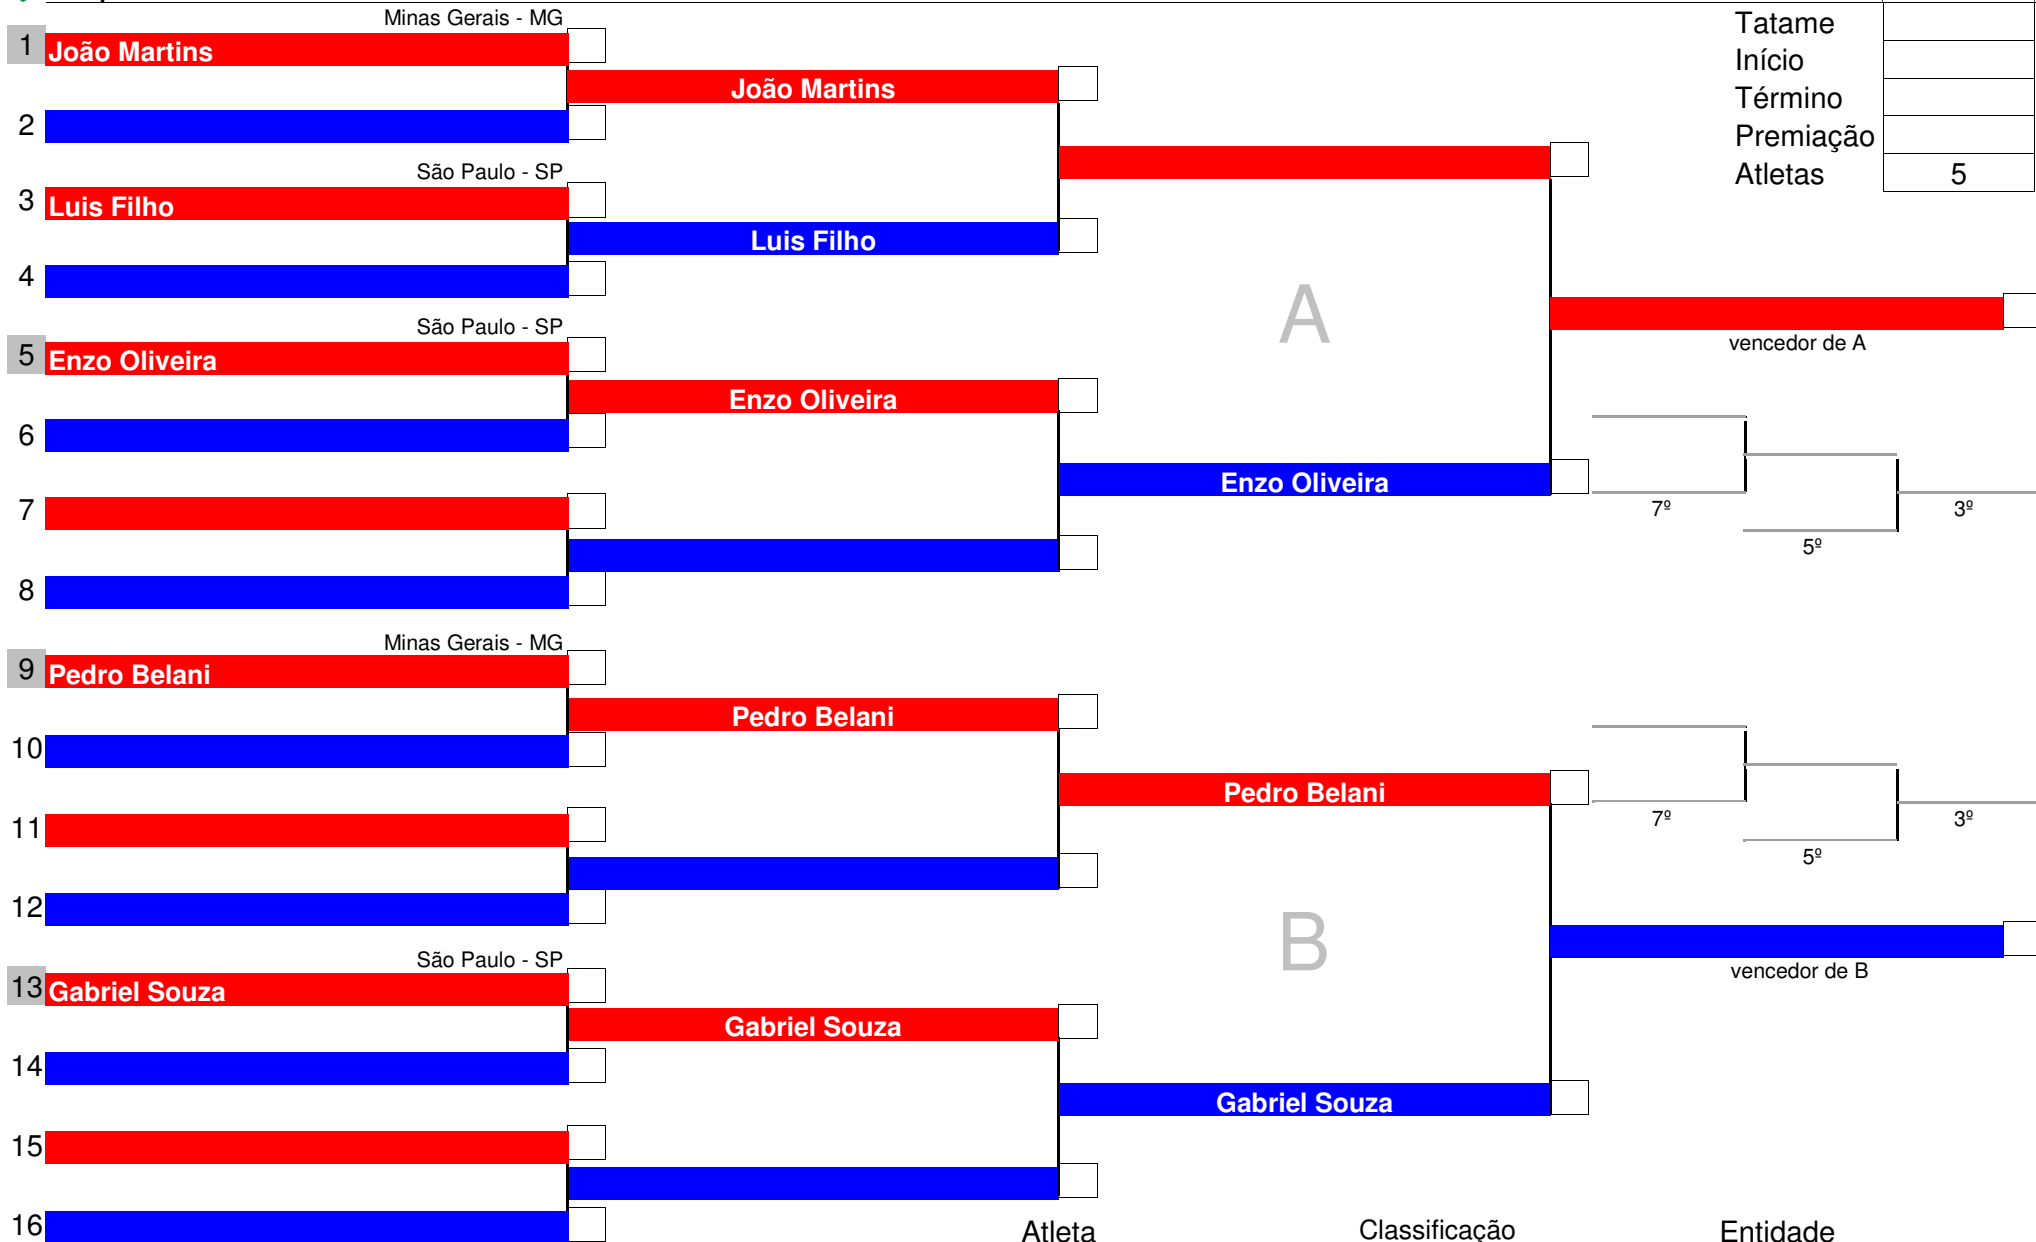 Minas Gerais - MG
Tatame
1 João Martins
Início
João Martins
Término
2
Premiação
São Paulo - SP
Atletas 5
3 Luis Filho
Luis Filho
4
A
São Paulo - SP
vencedor de A
5 Enzo Oliveira
Enzo Oliveira
6
Enzo Oliveira
7
7º 3º
5º
8
Minas Gerais - MG
9 Pedro Belani
Pedro Belani
10
Pedro Belani
11
7º 3º
5º
12
B
São Paulo - SP
vencedor de B
13 Gabriel Souza
Gabriel Souza
14
Gabriel Souza
15
16
Atleta Classificação Entidade